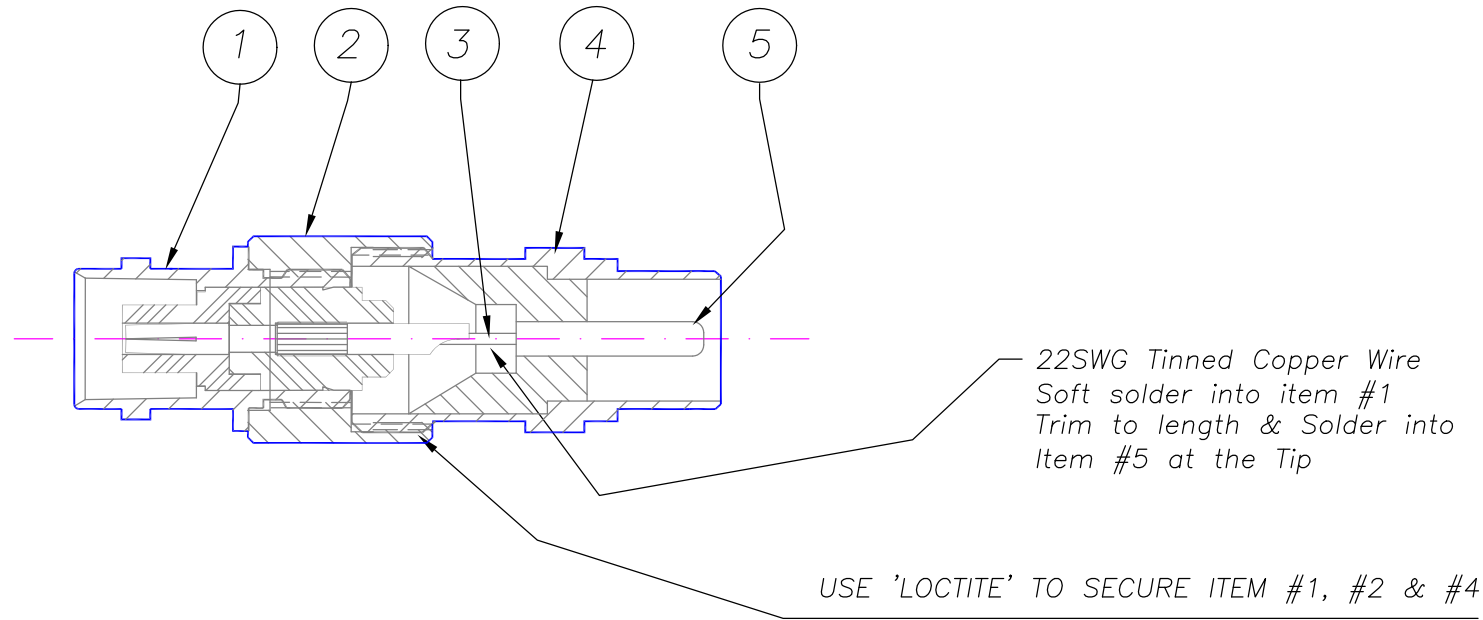 1 2 3 4 5
22SWG Tinned Copper Wire
Soft solder into item #1
Trim to length & Solder into
Item #5 at the Tip
USE 'LOCTITE' TO SECURE ITEM #1, #2 & #4